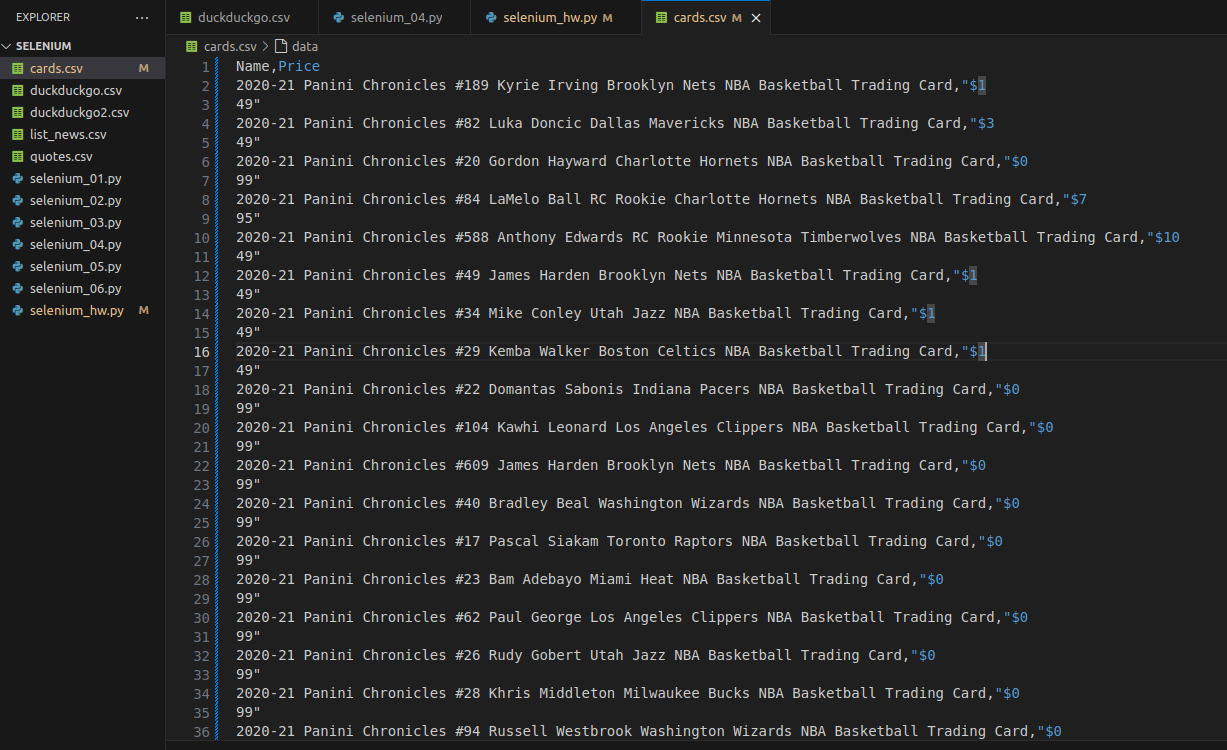 EXPLORER
···
SELENIUM
cards.csv M
duckduckgo.csv
duckduckgo2.csv
list_news.csv
quotes.csv
selenium_01.py
selenium_02.py
selenium_03.py
selenium_04.py
selenium_05.py
selenium_06.py
selenium_hw.py M
duckduckgo.csv selenium_04.py selenium_hw.py M cards.csv M ×
cards.csv > data
1 Name,Price
2 2020-21 Panini Chronicles #189 Kyrie Irving Brooklyn Nets NBA Basketball Trading Card,"$1
3 49"
4 2020-21 Panini Chronicles #82 Luka Doncic Dallas Mavericks NBA Basketball Trading Card,"$3
5 49"
6 2020-21 Panini Chronicles #20 Gordon Hayward Charlotte Hornets NBA Basketball Trading Card,"$0
7 99"
8 2020-21 Panini Chronicles #84 LaMelo Ball RC Rookie Charlotte Hornets NBA Basketball Trading Card,"$7
9 95"
10 2020-21 Panini Chronicles #588 Anthony Edwards RC Rookie Minnesota Timberwolves NBA Basketball Trading Card,"$10
11 49"
12 2020-21 Panini Chronicles #49 James Harden Brooklyn Nets NBA Basketball Trading Card,"$1
13 49"
14 2020-21 Panini Chronicles #34 Mike Conley Utah Jazz NBA Basketball Trading Card,"$1
15 49"
16 2020-21 Panini Chronicles #29 Kemba Walker Boston Celtics NBA Basketball Trading Card,"$1
17 49"
18 2020-21 Panini Chronicles #22 Domantas Sabonis Indiana Pacers NBA Basketball Trading Card,"$0
19 99"
20 2020-21 Panini Chronicles #104 Kawhi Leonard Los Angeles Clippers NBA Basketball Trading Card,"$0
21 99"
22 2020-21 Panini Chronicles #609 James Harden Brooklyn Nets NBA Basketball Trading Card,"$0
23 99"
24 2020-21 Panini Chronicles #40 Bradley Beal Washington Wizards NBA Basketball Trading Card,"$0
25 99"
26 2020-21 Panini Chronicles #17 Pascal Siakam Toronto Raptors NBA Basketball Trading Card,"$0
27 99"
28 2020-21 Panini Chronicles #23 Bam Adebayo Miami Heat NBA Basketball Trading Card,"$0
29 99"
30 2020-21 Panini Chronicles #62 Paul George Los Angeles Clippers NBA Basketball Trading Card,"$0
31 99"
32 2020-21 Panini Chronicles #26 Rudy Gobert Utah Jazz NBA Basketball Trading Card,"$0
33 99"
34 2020-21 Panini Chronicles #28 Khris Middleton Milwaukee Bucks NBA Basketball Trading Card,"$0
35 99"
36 2020-21 Panini Chronicles #94 Russell Westbrook Washington Wizards NBA Basketball Trading Card,"$0